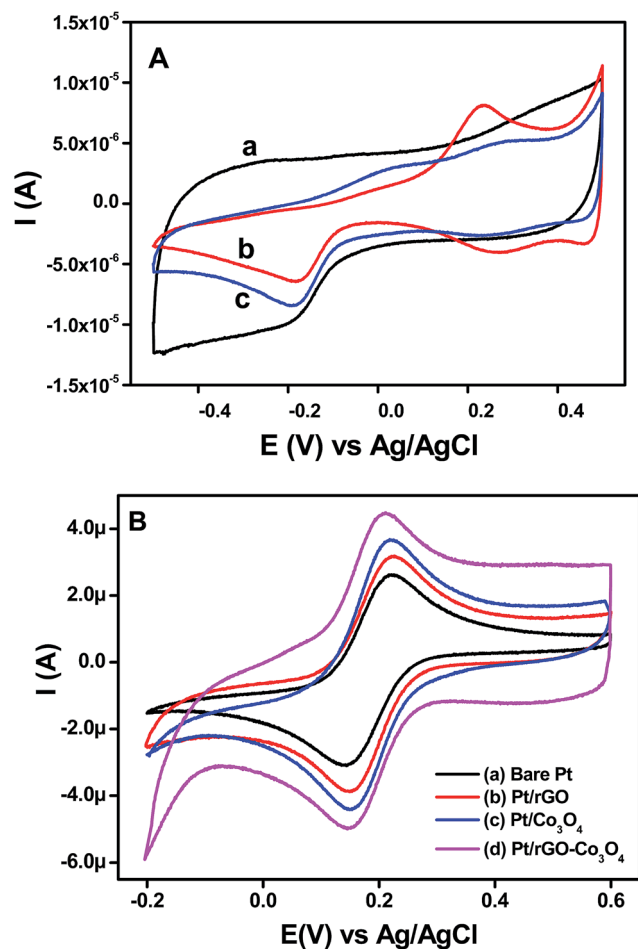 A
1.5x10⁻⁵
1.0x10⁻⁵
5.0x10⁻⁶
0.0
-5.0x10⁻⁶
-1.0x10⁻⁵
-1.5x10⁻⁵
I (A)
a
b
c
-0.4 -0.2 0.0 0.2 0.4
E (V) vs Ag/AgCl
B
4.0μ
2.0μ
0.0
-2.0μ
-4.0μ
-6.0μ
I (A)
(a) Bare Pt
(b) Pt/rGO
(c) Pt/Co₃O₄
(d) Pt/rGO-Co₃O₄
-0.2 0.0 0.2 0.4 0.6
E(V) vs Ag/AgCl